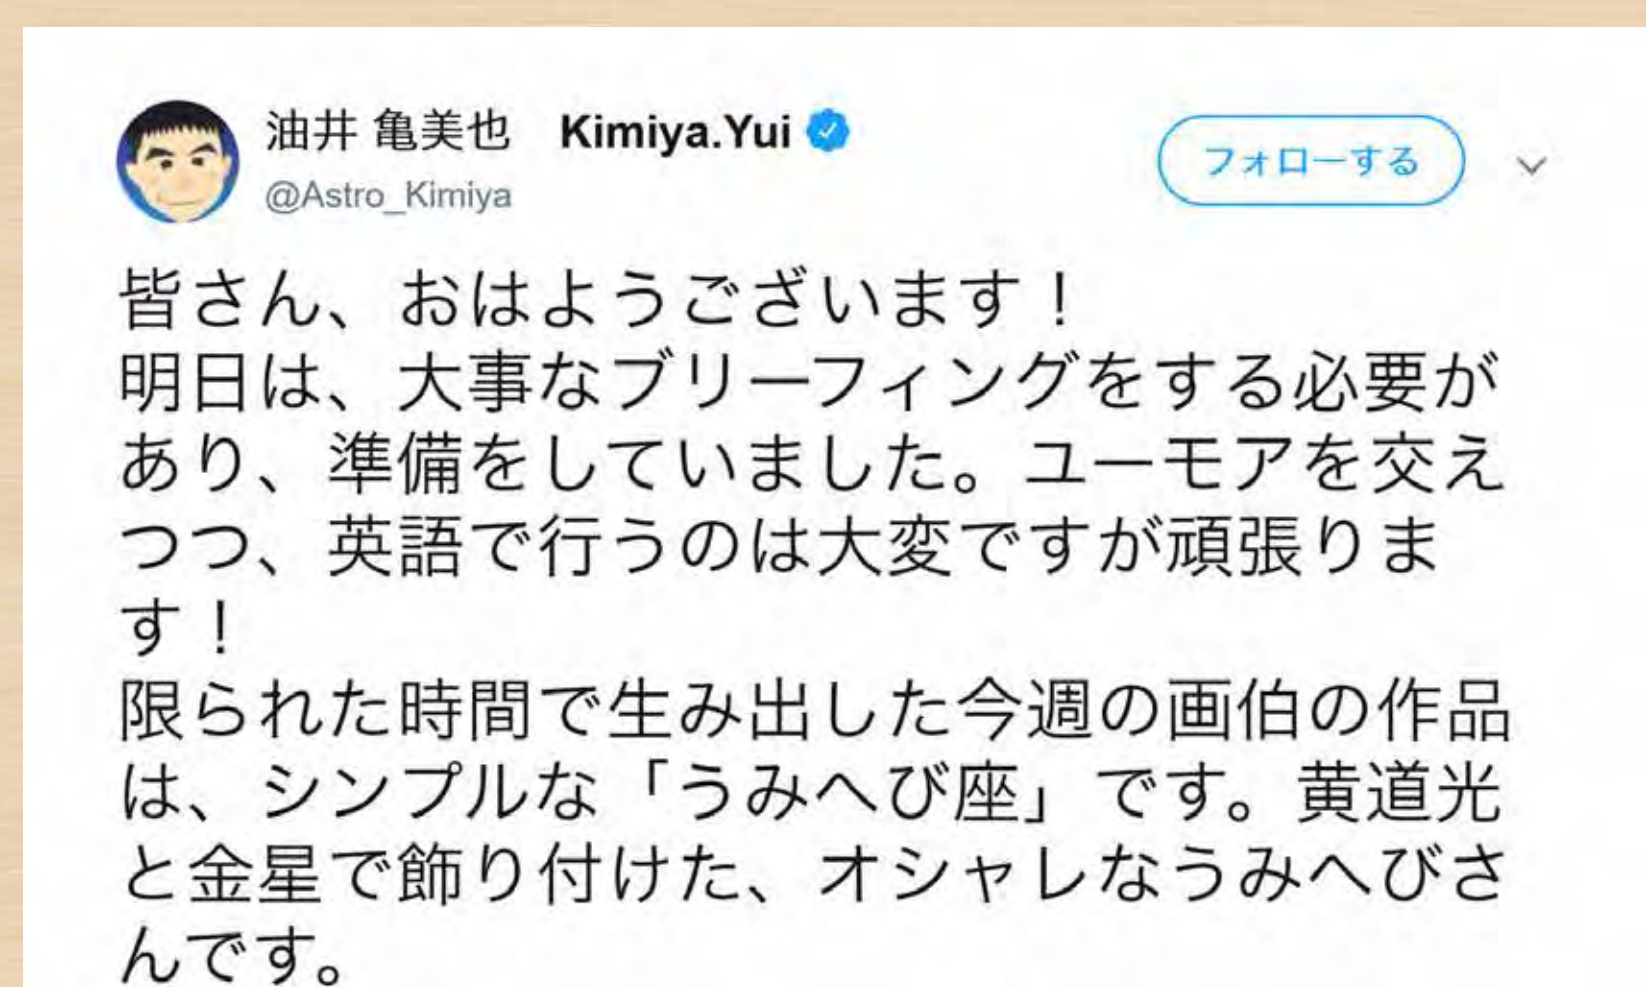 油井 亀美也 Kimiya.Yui
@Astro_Kimiya
フォローする
皆さん、おはようございます！
明日は、大事なブリーフィングをする必要が
あり、準備をしていました。ユーモアを交え
つつ、英語で行うのは大変ですが頑張りま
す！
限られた時間で生み出した今週の画伯の作品
は、シンプルな「うみへび座」です。黄道光
と金星で飾り付けた、オシャレなうみへびさ
んです。